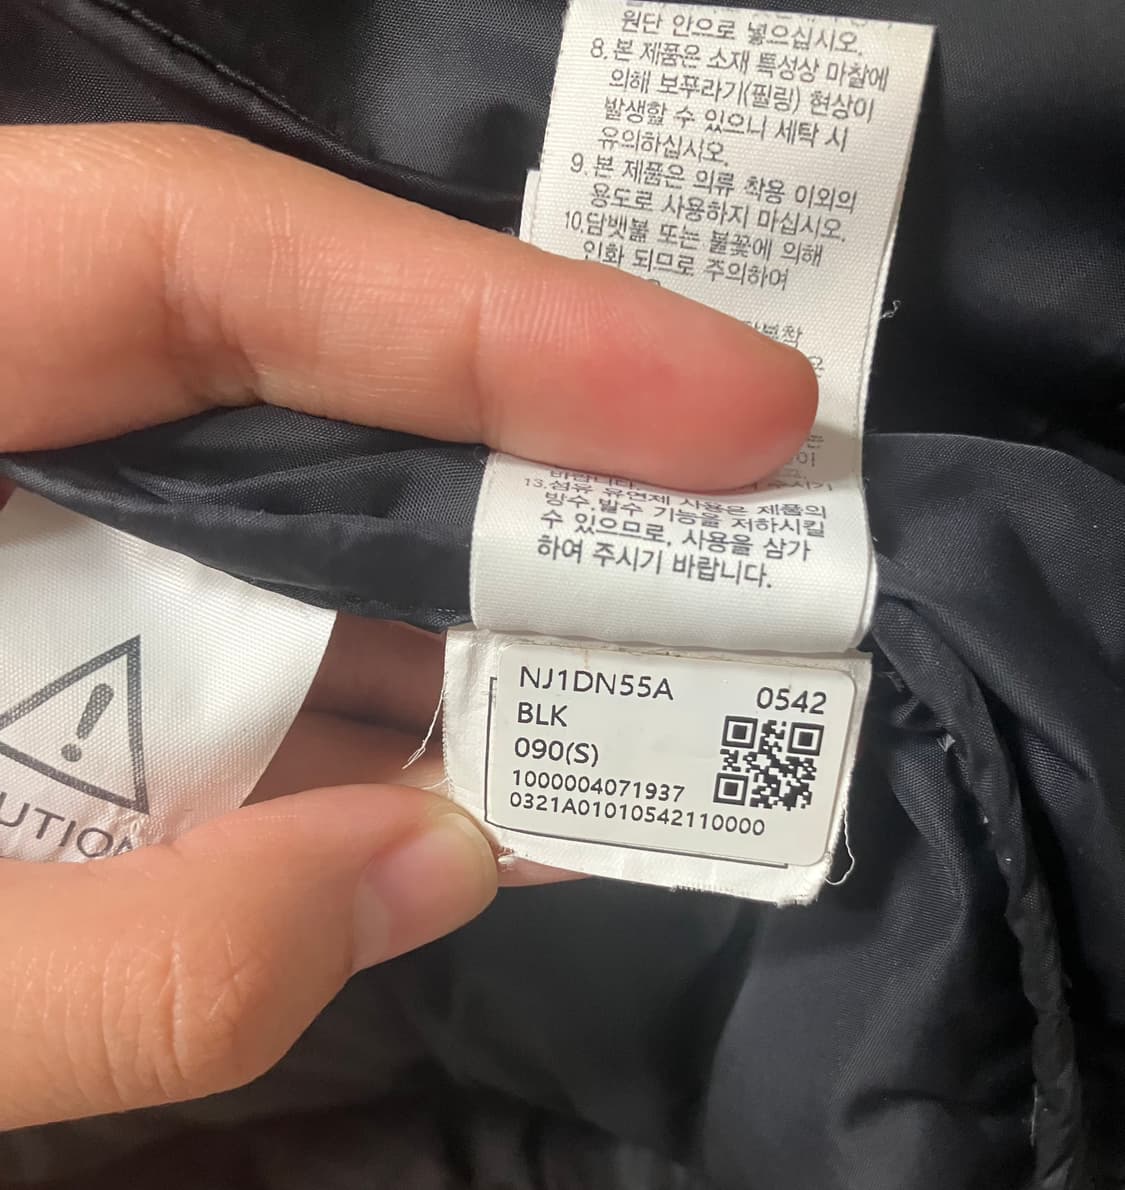 원단 안으로 넣으십시오.
8. 본 제품은 소재 특성상 마찰에
의해 보푸라기(필링) 현상이
발생할 수 있으니 세탁 시
유의하십시오.
9. 본 제품은 의류 착용 이외의
용도로 사용하지 마십시오.
10.담뱃불 또는 불꽃에 의해
인화 되므로 주의하여
바랍니다.
13.섬유 유연제 사용은 제품의
방수.발수 기능을 저하시킬
수 있으므로, 사용을 삼가
하여 주시기 바랍니다.
NJ1DN55A
0542
BLK
090(S)
1000004071937
0321A01010542110000
UTION